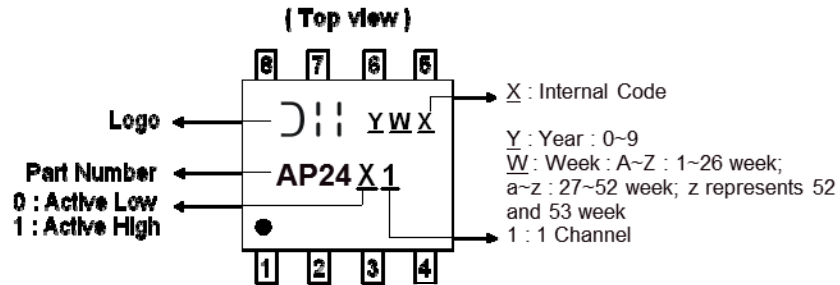 ( Top view )
8 7 6 5
Logo
Y W X
X : Internal Code
Y : Year : 0~9
W : Week : A~Z : 1~26 week;
a~z : 27~52 week; z represents 52
and 53 week
Part Number
AP24 X 1
0 : Active Low
1 : Active High
1 : 1 Channel
1 2 3 4